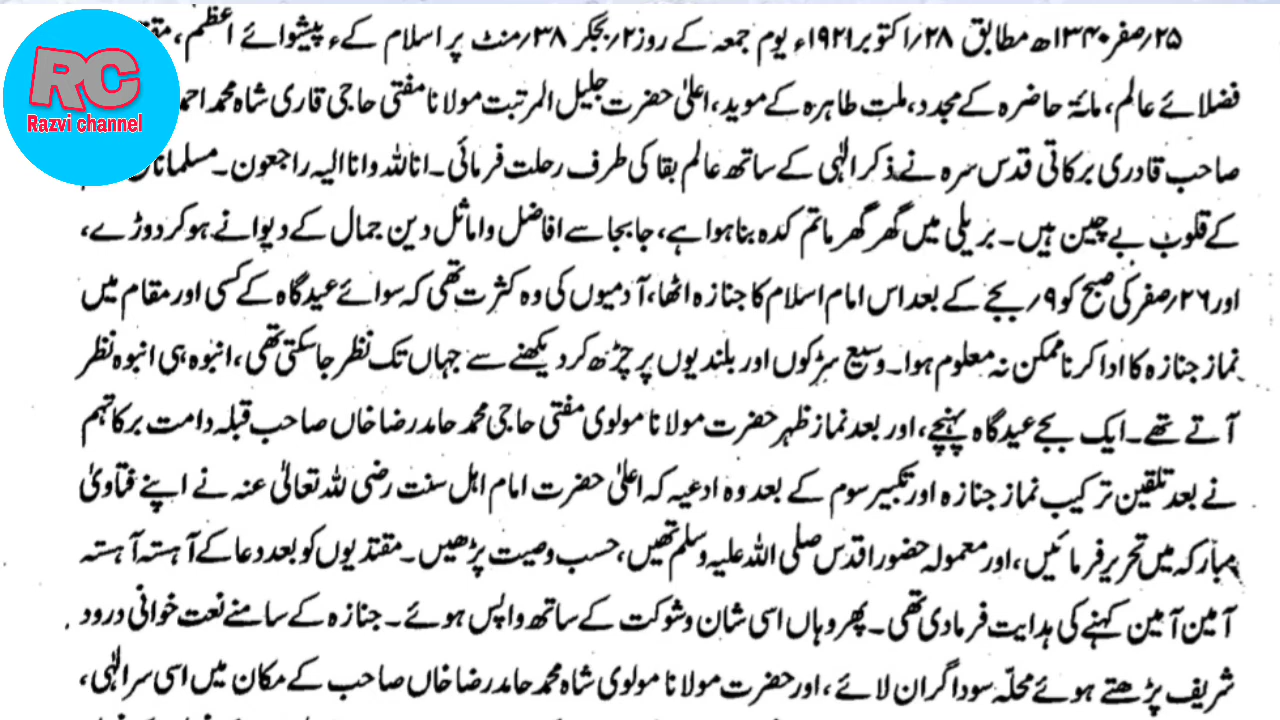 RC
Razvi channel
۲۵؍صفر ۱۳۴۰ھ مطابق ۲۸؍اکتوبر ۱۹۲۱ء یوم جمعہ کے روز ۲؍بجکر ۳۸؍منٹ پر اسلام کےء پیشوائے اعظم،
فضلائے عالم، مائۃ حاضرہ کے مجدد، ملت طاہرہ کے موید، اعلیٰ حضرت جلیل المرتبت مولانا مفتی حاجی قاری شاہ محمد
صاحب قادری برکاتی قدس سرہ نے ذکر الٰہی کے ساتھ عالم بقا کی طرف رحلت فرمائی۔ انا للہ وانا الیہ راجعون۔
کے قلوب بے چین ہیں۔ بریلی میں گھر گھر ماتم کدہ بنا ہوا ہے، جابجا سے افاضل واماثل دین جمال کے دیوانے ہوکر دوڑے،
اور ۲۶؍صفر کی صبح کو ۹؍ بجے کے بعد اس امام اسلام کا جنازہ اٹھا، آدمیوں کی وہ کثرت تھی کہ سوائے عیدگاہ کے کسی اور مقام میں
نماز جنازہ کا ادا کرنا ممکن نہ معلوم ہوا۔ وسیع سڑکوں اور بلندیوں پر چڑھ کر دیکھنے سے جہاں تک نظر جاسکتی تھی، انبوہ ہی انبوہ نظر
آتے تھے۔ ایک بجے عیدگاہ پہنچے، اور بعد نماز ظہر حضرت مولانا مولوی مفتی حاجی محمد حامد رضا خاں صاحب قبلہ دامت برکاتہم
نے بعد تلقین ترکیب نماز جنازہ اور تکبیر سوم کے بعد وہ ادعیہ کہ اعلیٰ حضرت امام اہل سنت رضی للہ تعالیٰ عنہ نے اپنے فتاویٰ
مبارکہ میں تحریر فرمائیں، اور معمولہ حضور اقدس صلی اللہ علیہ وسلم تھیں، حسب وصیت پڑھیں۔ مقتدیوں کو بعد دعا کے آہستہ آہستہ
آمین آمین کہنے کی ہدایت فرمادی تھی۔ پھر وہاں اسی شان وشوکت کے ساتھ واپس ہوئے۔ جنازہ کے سامنے نعت خوانی درود
شریف پڑھتے ہوئے محلّہ سوداگران لائے، اور حضرت مولانا مولوی شاہ محمد حامد رضا خاں صاحب کے مکان میں اسی سر الٰہی،